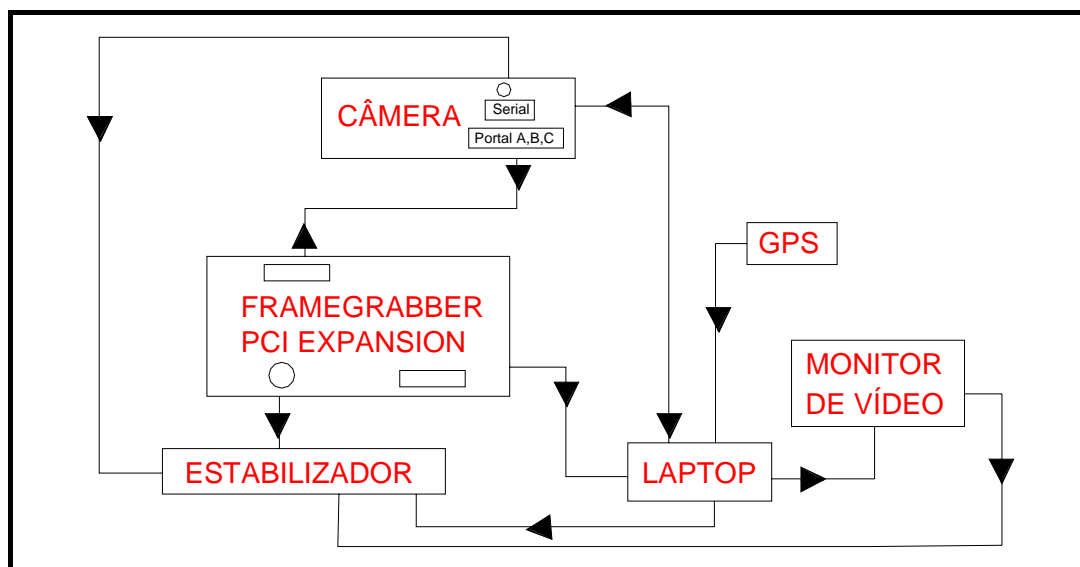 CÂMERA
Serial
Portal A,B,C
GPS
FRAMEGRABBER
PCI EXPANSION
MONITOR
DE VÍDEO
ESTABILIZADOR
LAPTOP